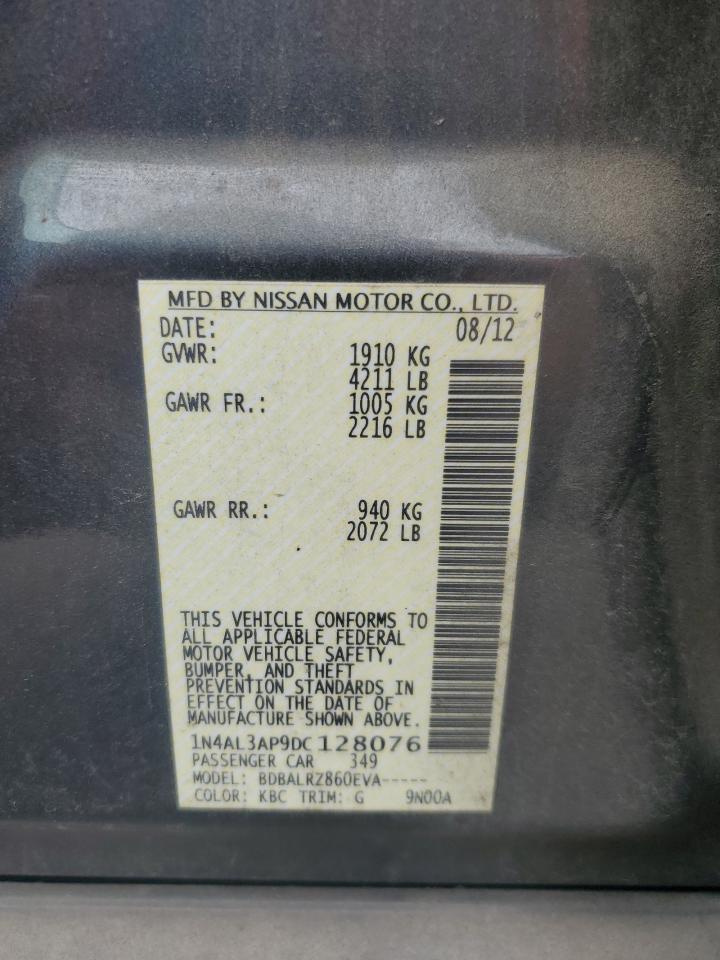 MFD BY NISSAN MOTOR CO., LTD.
DATE: 08/12
GVWR: 1910 KG
4211 LB
GAWR FR.: 1005 KG
2216 LB
GAWR RR.: 940 KG
2072 LB
THIS VEHICLE CONFORMS TO
ALL APPLICABLE FEDERAL
MOTOR VEHICLE SAFETY,
BUMPER, AND THEFT
PREVENTION STANDARDS IN
EFFECT ON THE DATE OF
MANUFACTURE SHOWN ABOVE.
1N4AL3AP9DC128076
PASSENGER CAR 349
MODEL: BDBALRZ860EVA-----
COLOR: KBC TRIM: G 9N00A